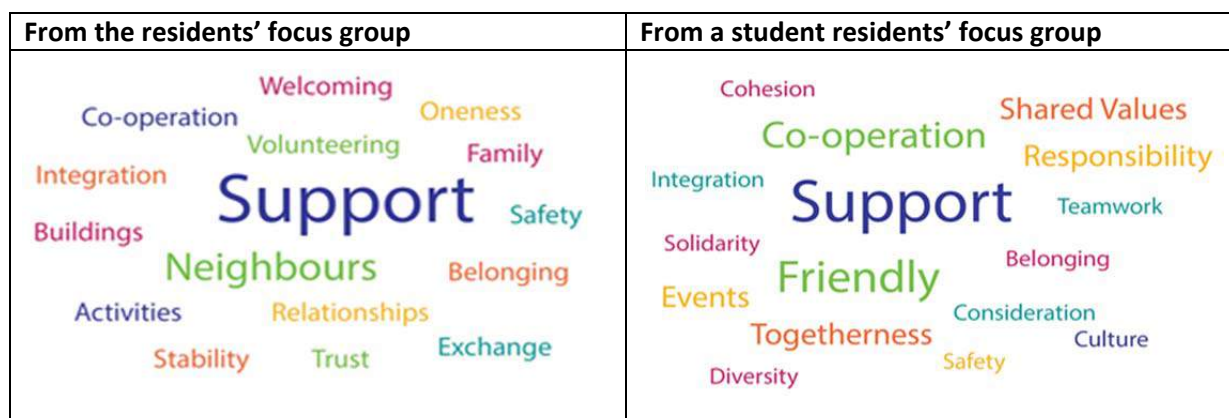 From the residents’ focus group
Welcoming
Co-operation
Oneness
Volunteering
Family
Integration
Support
Safety
Buildings
Neighbours
Belonging
Activities
Relationships
Stability
Trust
Exchange
From a student residents’ focus group
Cohesion
Shared Values
Co-operation
Responsibility
Integration
Support
Teamwork
Solidarity
Belonging
Friendly
Events
Consideration
Togetherness
Culture
Safety
Diversity